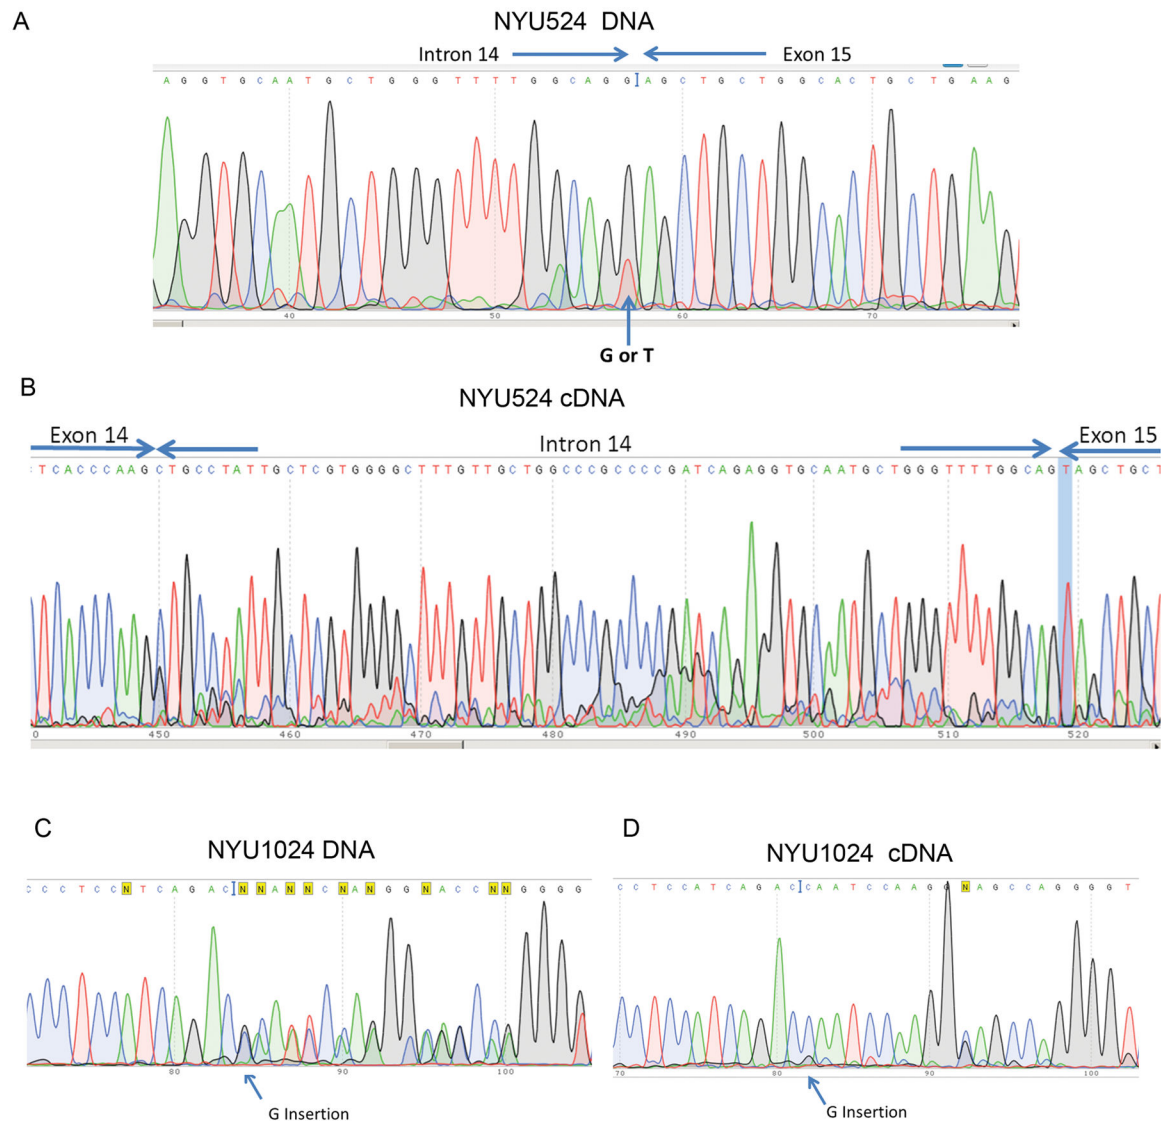 A
NYU524 DNA
Intron 14
Exon 15
A G G T G C A A T G C T G G G T T T T G G C A G G A G C T G C T G G C A C T G C T G A A G
40 50 60 70
G or T
B
NYU524 cDNA
Exon 14
Intron 14
Exon 15
T C A C C C A A G C T G C C T A T T G C T C G T G G G G C T T T G T T G C T G G C C C G C C C C G A T C A G A G G T G C A A T G C T G G G T T T T G G C A G T A G C T G C T
0 450 460 470 480 490 500 510 520
C
NYU1024 DNA
C C C T C C N T C A G A C N N A N N C N A N G G N A C C N N G G G G
80 90 100
G Insertion
D
NYU1024 cDNA
C C T C C A T C A G A C C A A T C C A A G G N A G C C A G G G G T
70 80 90 100
G Insertion